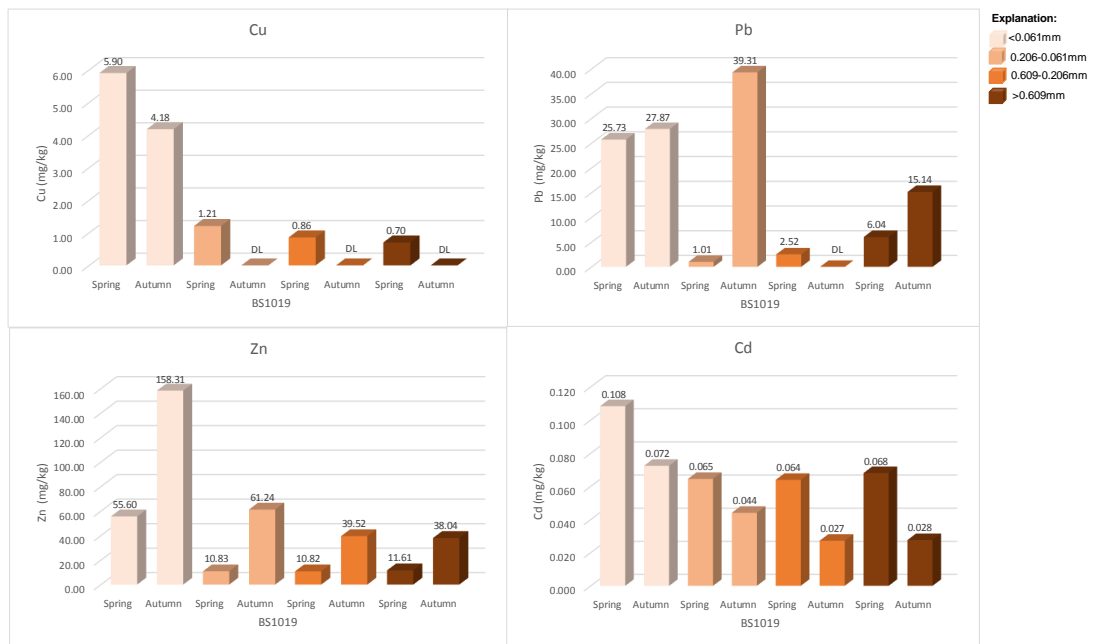 Explanation:
<0.061mm
0.206-0.061mm
0.609-0.206mm
>0.609mm
Cu
Cu (mg/kg)
6.00
5.00
4.00
3.00
2.00
1.00
0.00
5.90
4.18
1.21
DL
0.86
DL
0.70
DL
Spring Autumn Spring Autumn Spring Autumn Spring Autumn
BS1019
Pb
Pb (mg/kg)
40.00
35.00
30.00
25.00
20.00
15.00
10.00
5.00
0.00
25.73
27.87
1.01
39.31
2.52
DL
6.04
15.14
Spring Autumn Spring Autumn Spring Autumn Spring Autumn
BS1019
Zn
Zn (mg/kg)
160.00
140.00
120.00
100.00
80.00
60.00
40.00
20.00
0.00
55.60
158.31
10.83
61.24
10.82
39.52
11.61
38.04
Spring Autumn Spring Autumn Spring Autumn Spring Autumn
BS1019
Cd
Cd (mg/kg)
0.120
0.100
0.080
0.060
0.040
0.020
0.000
0.108
0.072
0.065
0.044
0.064
0.027
0.068
0.028
Spring Autumn Spring Autumn Spring Autumn Spring Autumn
BS1019